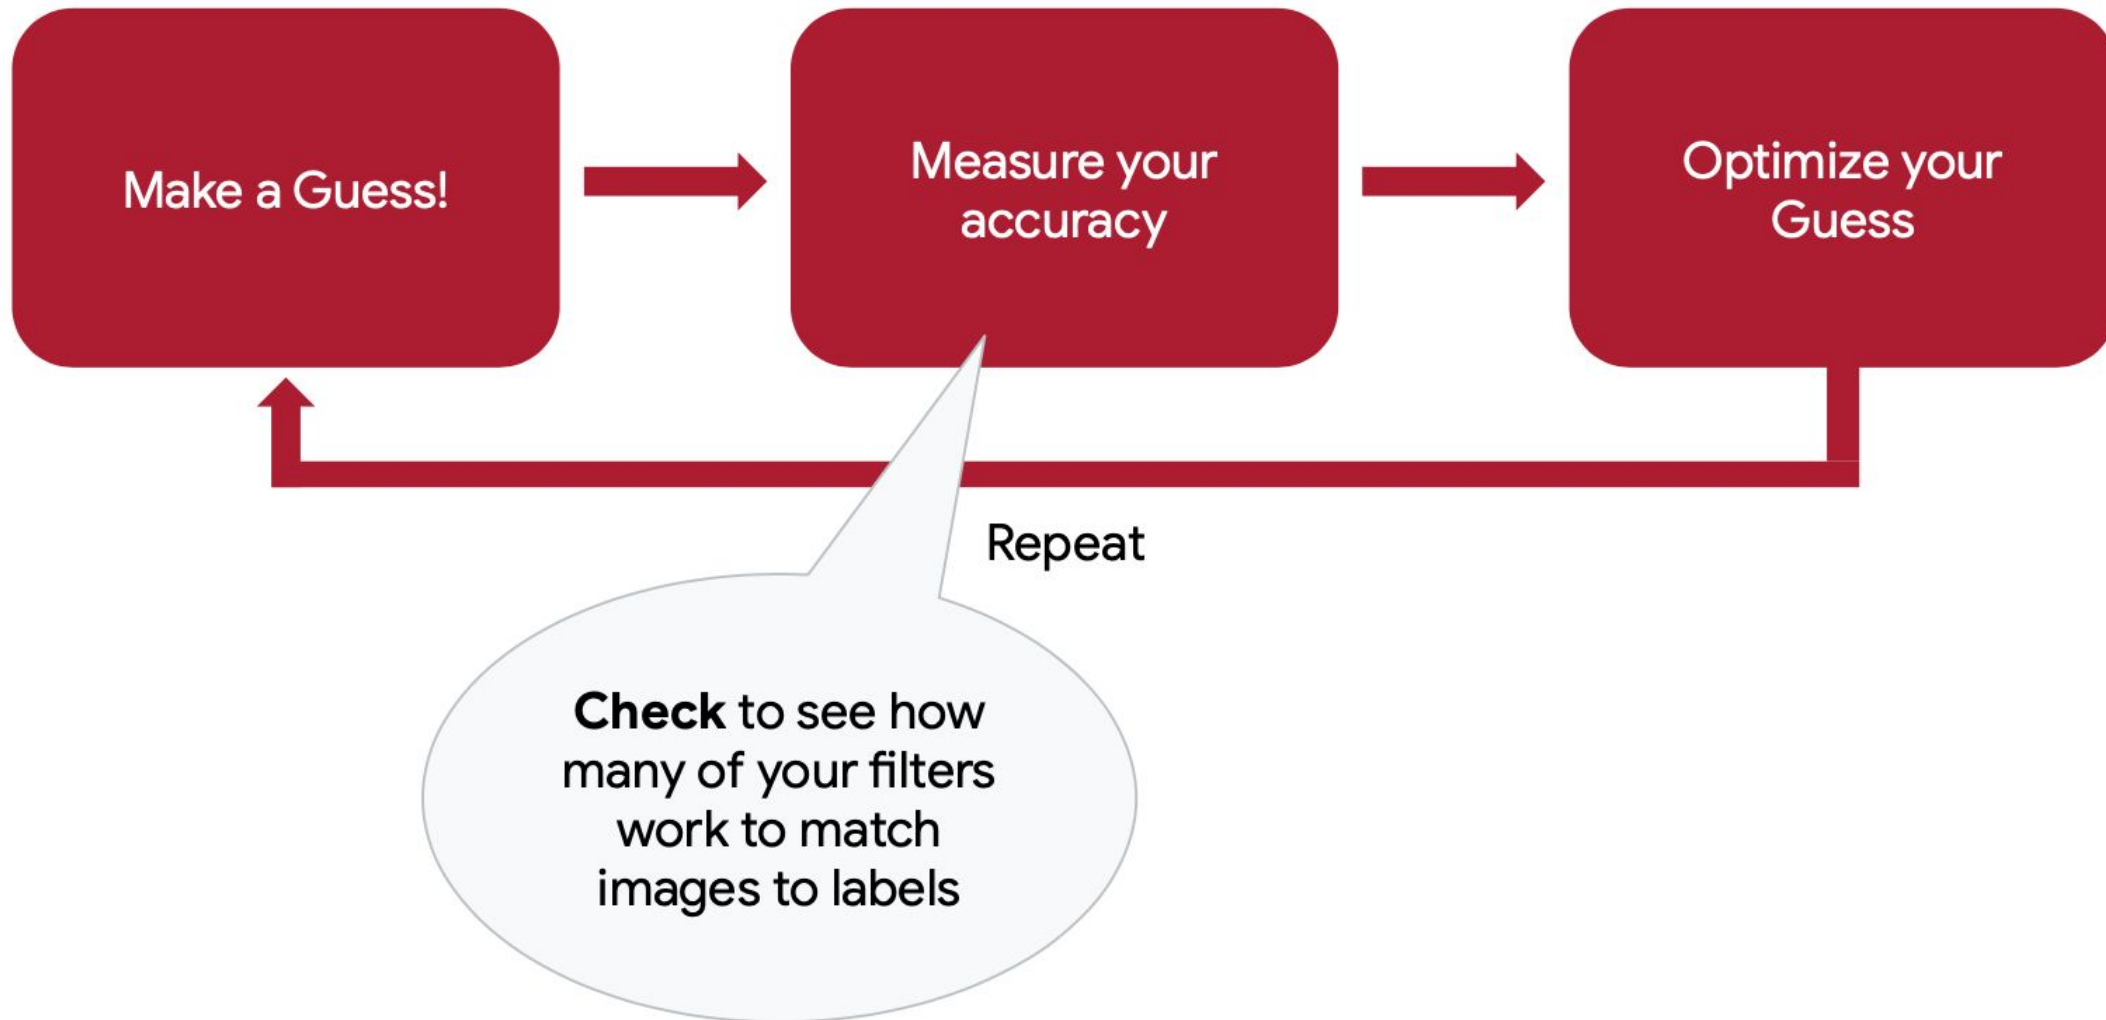 Make a Guess!
Measure your
accuracy
Optimize your
Guess
Repeat
Check to see how
many of your filters
work to match
images to labels